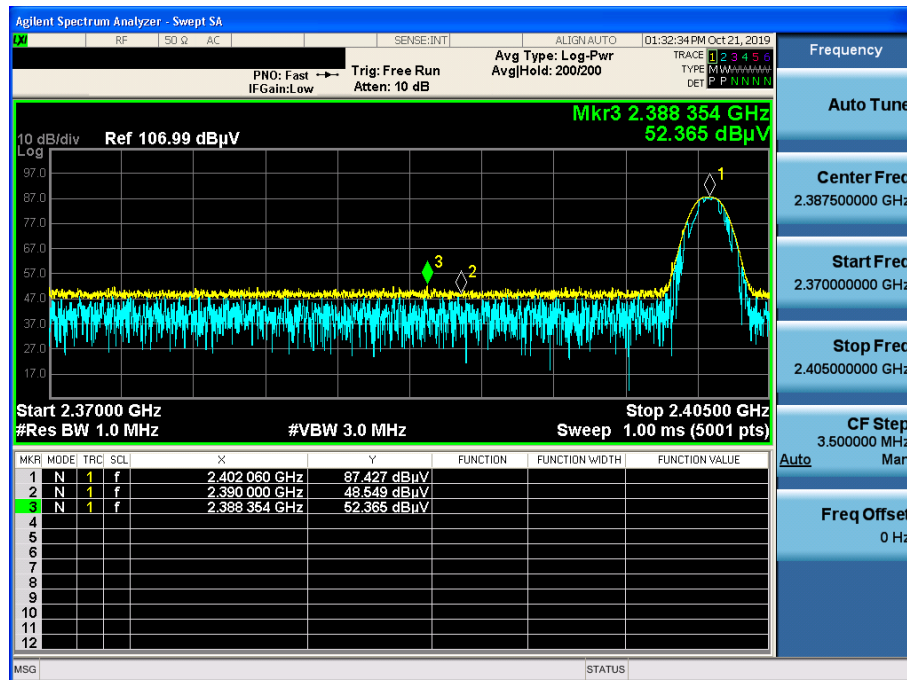 Agilent Spectrum Analyzer - Swept SA
LXI RF 50 Ω AC SENSE:INT ALIGN AUTO 01:32:34 PM Oct 21, 2019
Frequency
Avg Type: Log-Pwr TRACE 1 2 3 4 5 6
PNO: Fast Trig: Free Run Avg|Hold: 200/200 TYPE M W W W W W
IFGain:Low Atten: 10 dB DET P P N N N N
Auto Tune
Mkr3 2.388 354 GHz
52.365 dBµV
10 dB/div Ref 106.99 dBµV
Log
97.0
87.0
77.0
67.0
57.0
47.0
37.0
27.0
17.0
1
3
2
Center Freq
2.387500000 GHz
Start Freq
2.370000000 GHz
Stop Freq
2.405000000 GHz
Start 2.37000 GHz Stop 2.40500 GHz
#Res BW 1.0 MHz #VBW 3.0 MHz Sweep 1.00 ms (5001 pts)
CF Step
3.500000 MHz
Auto Man
MKR MODE TRC SCL X Y FUNCTION FUNCTION WIDTH FUNCTION VALUE
1 N 1 f 2.402 060 GHz 87.427 dBµV
2 N 1 f 2.390 000 GHz 48.549 dBµV
3 N 1 f 2.388 354 GHz 52.365 dBµV
4
5
6
7
8
9
10
11
12
Freq Offset
0 Hz
MSG STATUS